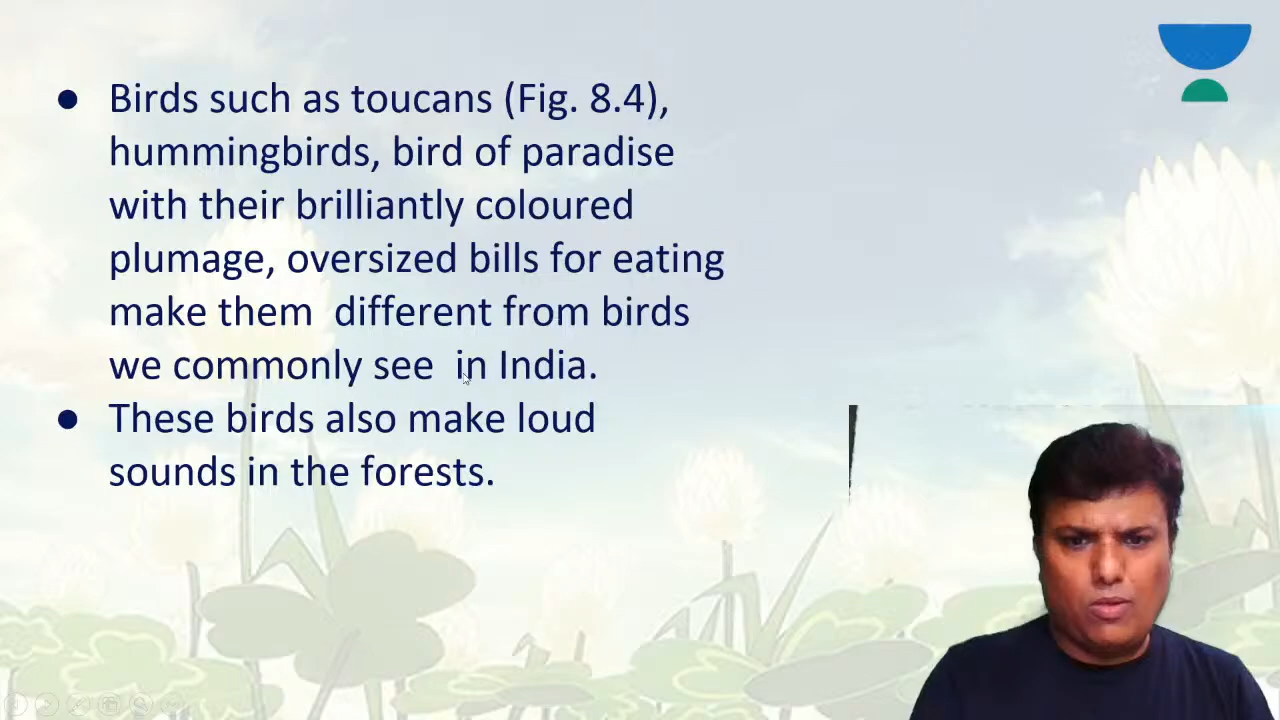 ● Birds such as toucans (Fig. 8.4),
hummingbirds, bird of paradise
with their brilliantly coloured
plumage, oversized bills for eating
make them  different from birds
we commonly see  in India.
● These birds also make loud
sounds in the forests.